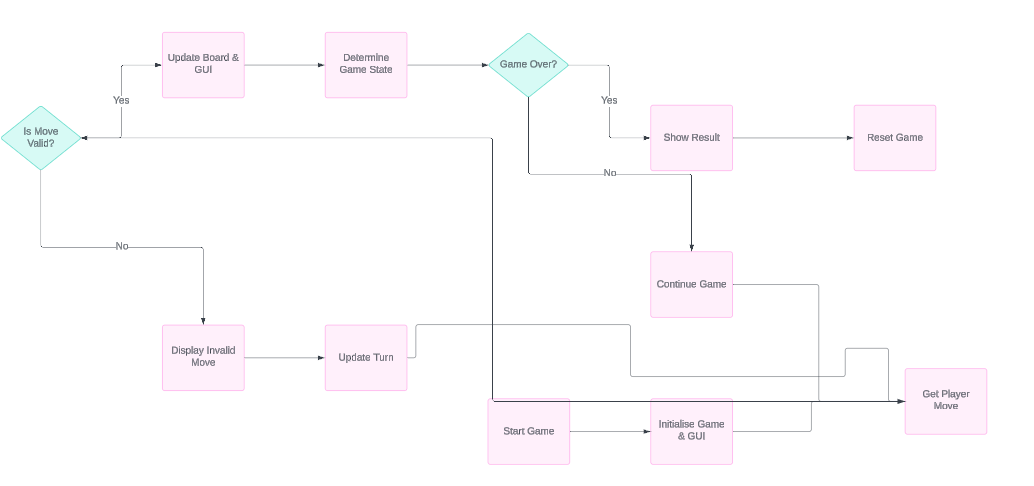 Update Board &
GUI
Determine
Game State
Game Over?
Yes
Yes
Is Move
Valid?
Show Result
Reset Game
No
No
Continue Game
Display Invalid
Move
Update Turn
Get Player
Move
Start Game
Initialise Game
& GUI